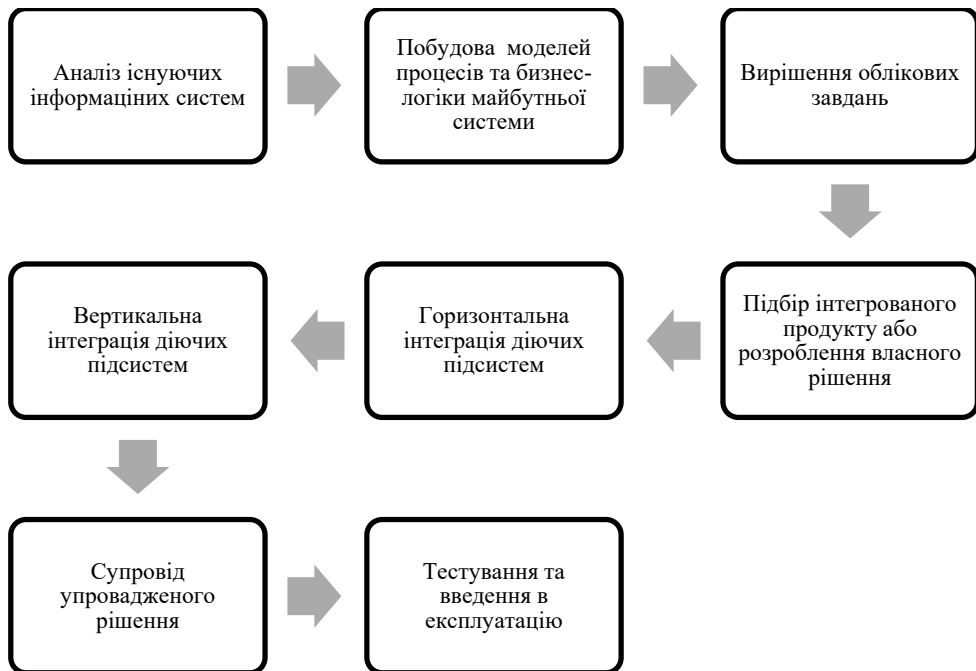 Аналіз існуючих
інформаціних систем
Побудова моделей
процесів та бизнес-
логіки майбутньої
системи
Вирішення облікових
завдань
Підбір інтегрованого
продукту або
розроблення власного
рішення
Горизонтальна
інтеграція діючих
підсистем
Вертикальна
інтеграція діючих
підсистем
Супровід
упровадженого
рішення
Тестування та
введення в
експлуатацію